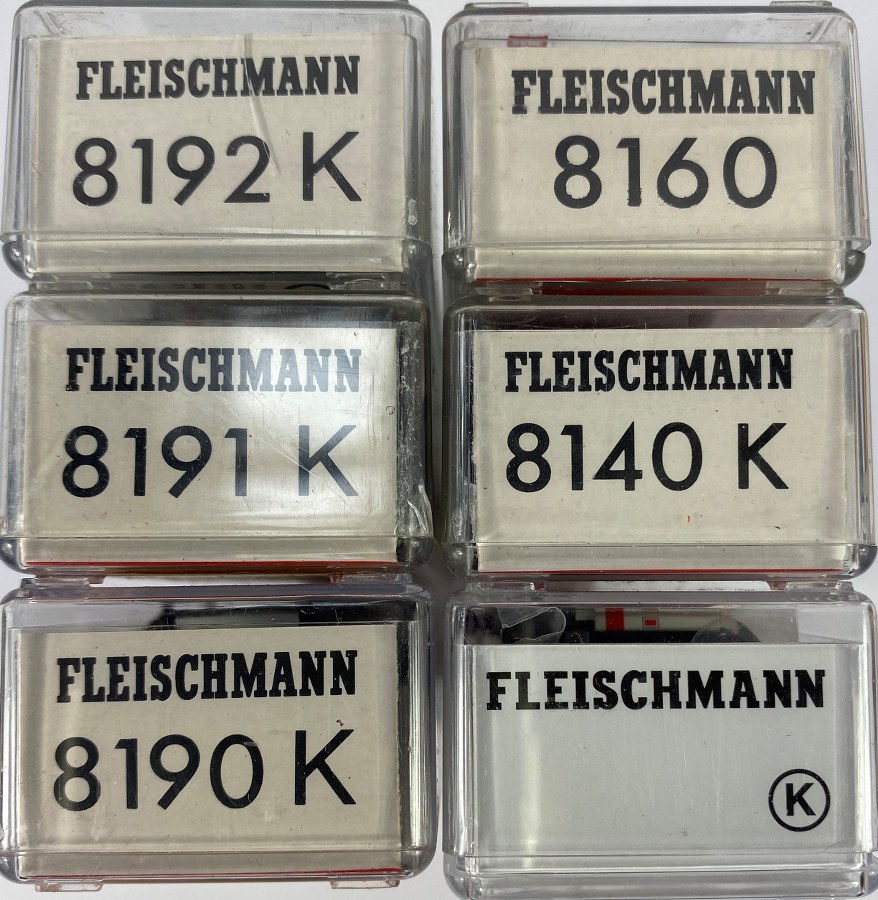 FLEISCHMANN
8192 K
FLEISCHMANN
8160
FLEISCHMANN
8191 K
FLEISCHMANN
8140 K
FLEISCHMANN
8190 K
FLEISCHMANN
K